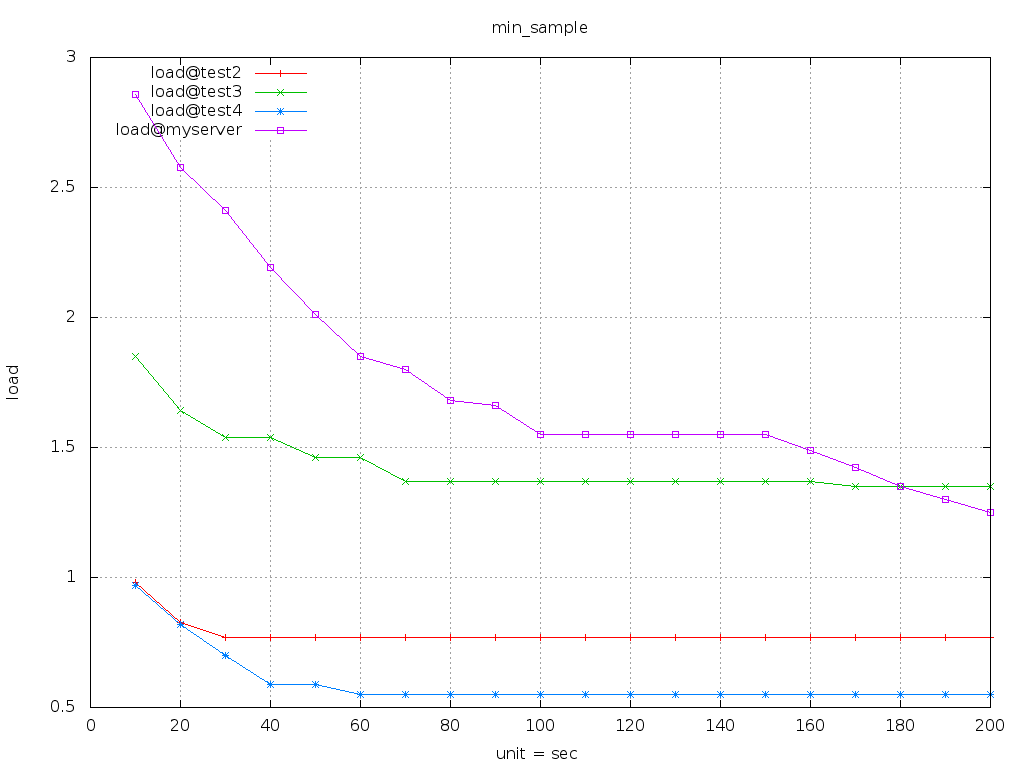 min_sample
load@test2
load@test3
load@test4
load@myserver
3
2.5
2
1.5
1
0.5
load
0 20 40 60 80 100 120 140 160 180 200
unit = sec